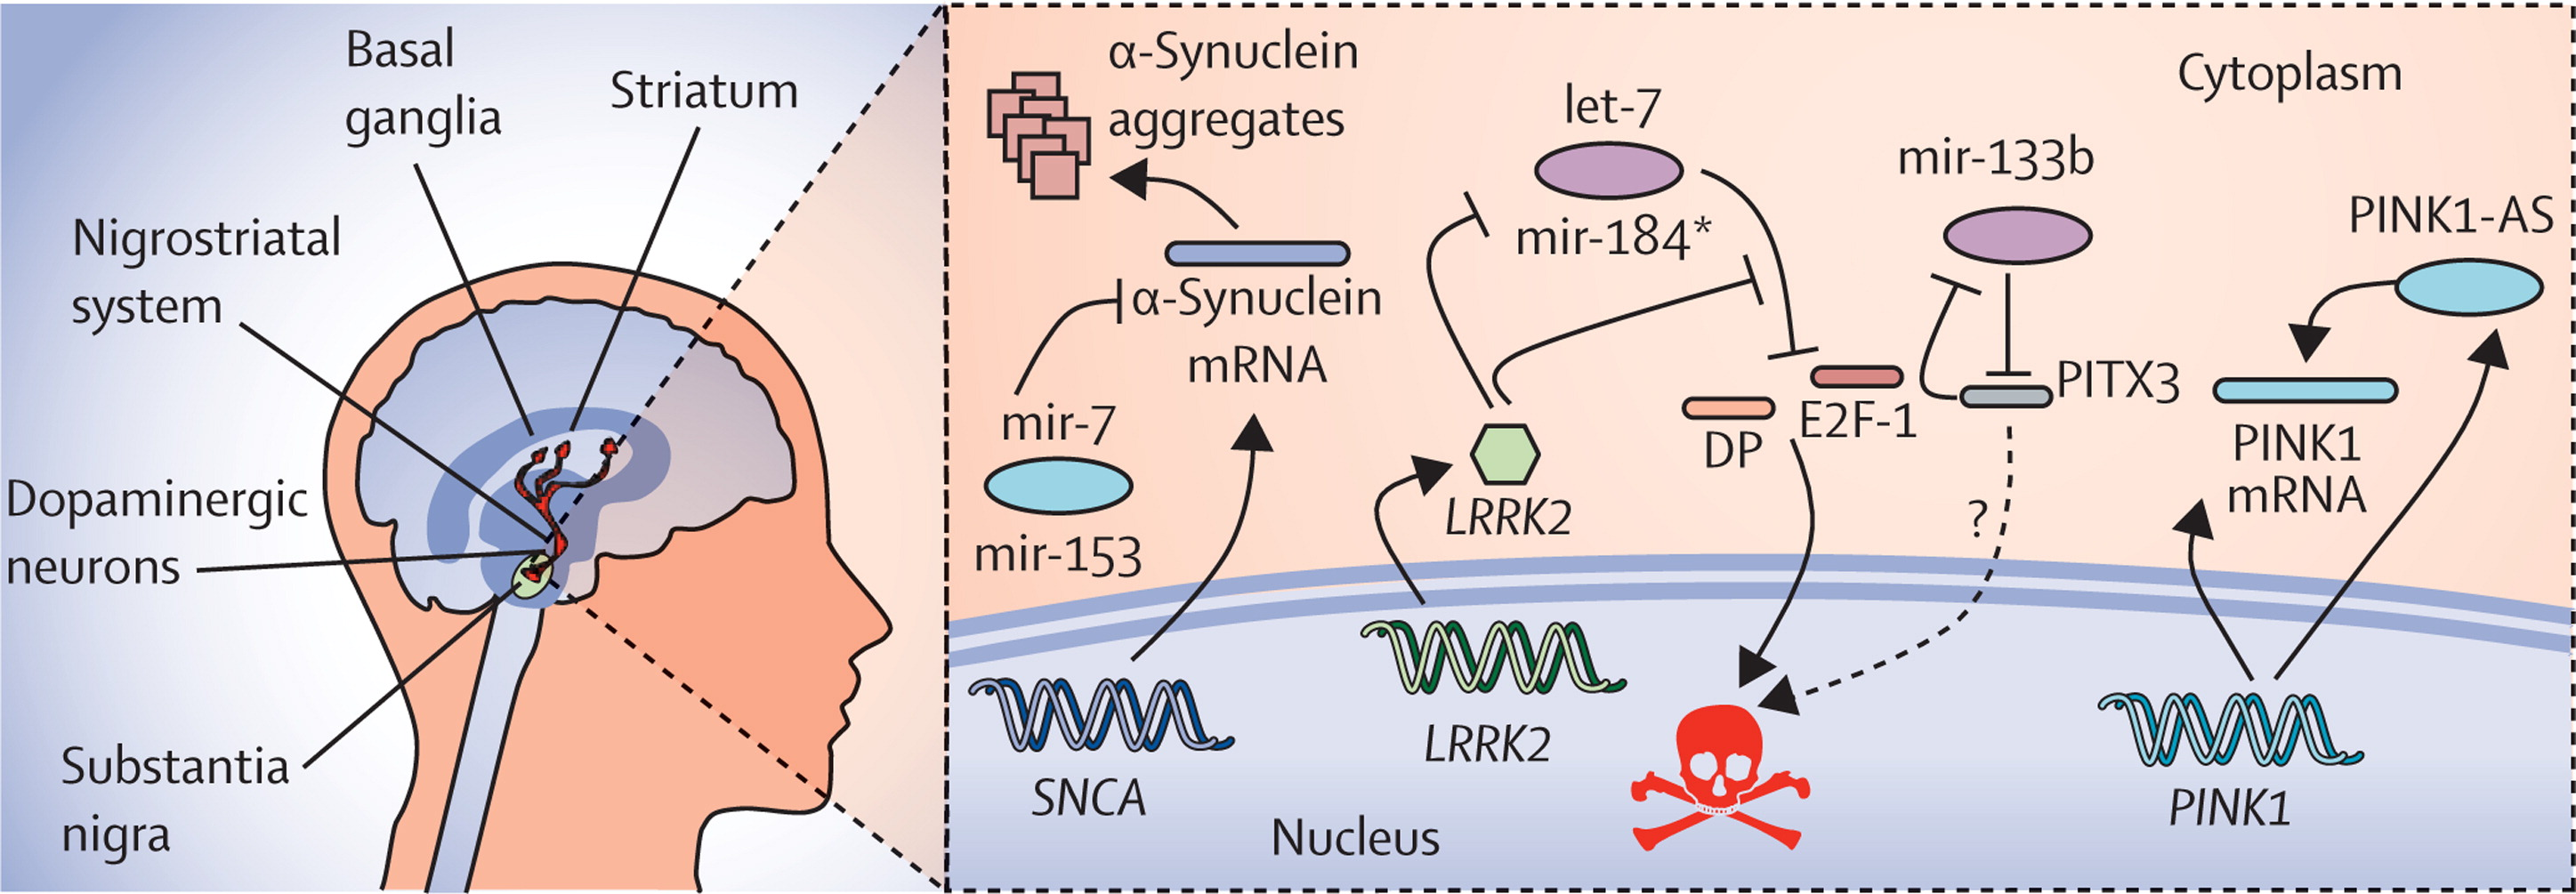 Basal
ganglia
Striatum
Nigrostriatal
system
Dopaminergic
neurons
Substantia
nigra
α-Synuclein
aggregates
α-Synuclein
mRNA
mir-7
mir-153
SNCA
let-7
mir-184*
LRRK2
LRRK2
Nucleus
DP
E2F-1
Cytoplasm
mir-133b
PITX3
?
PINK1-AS
PINK1
mRNA
PINK1